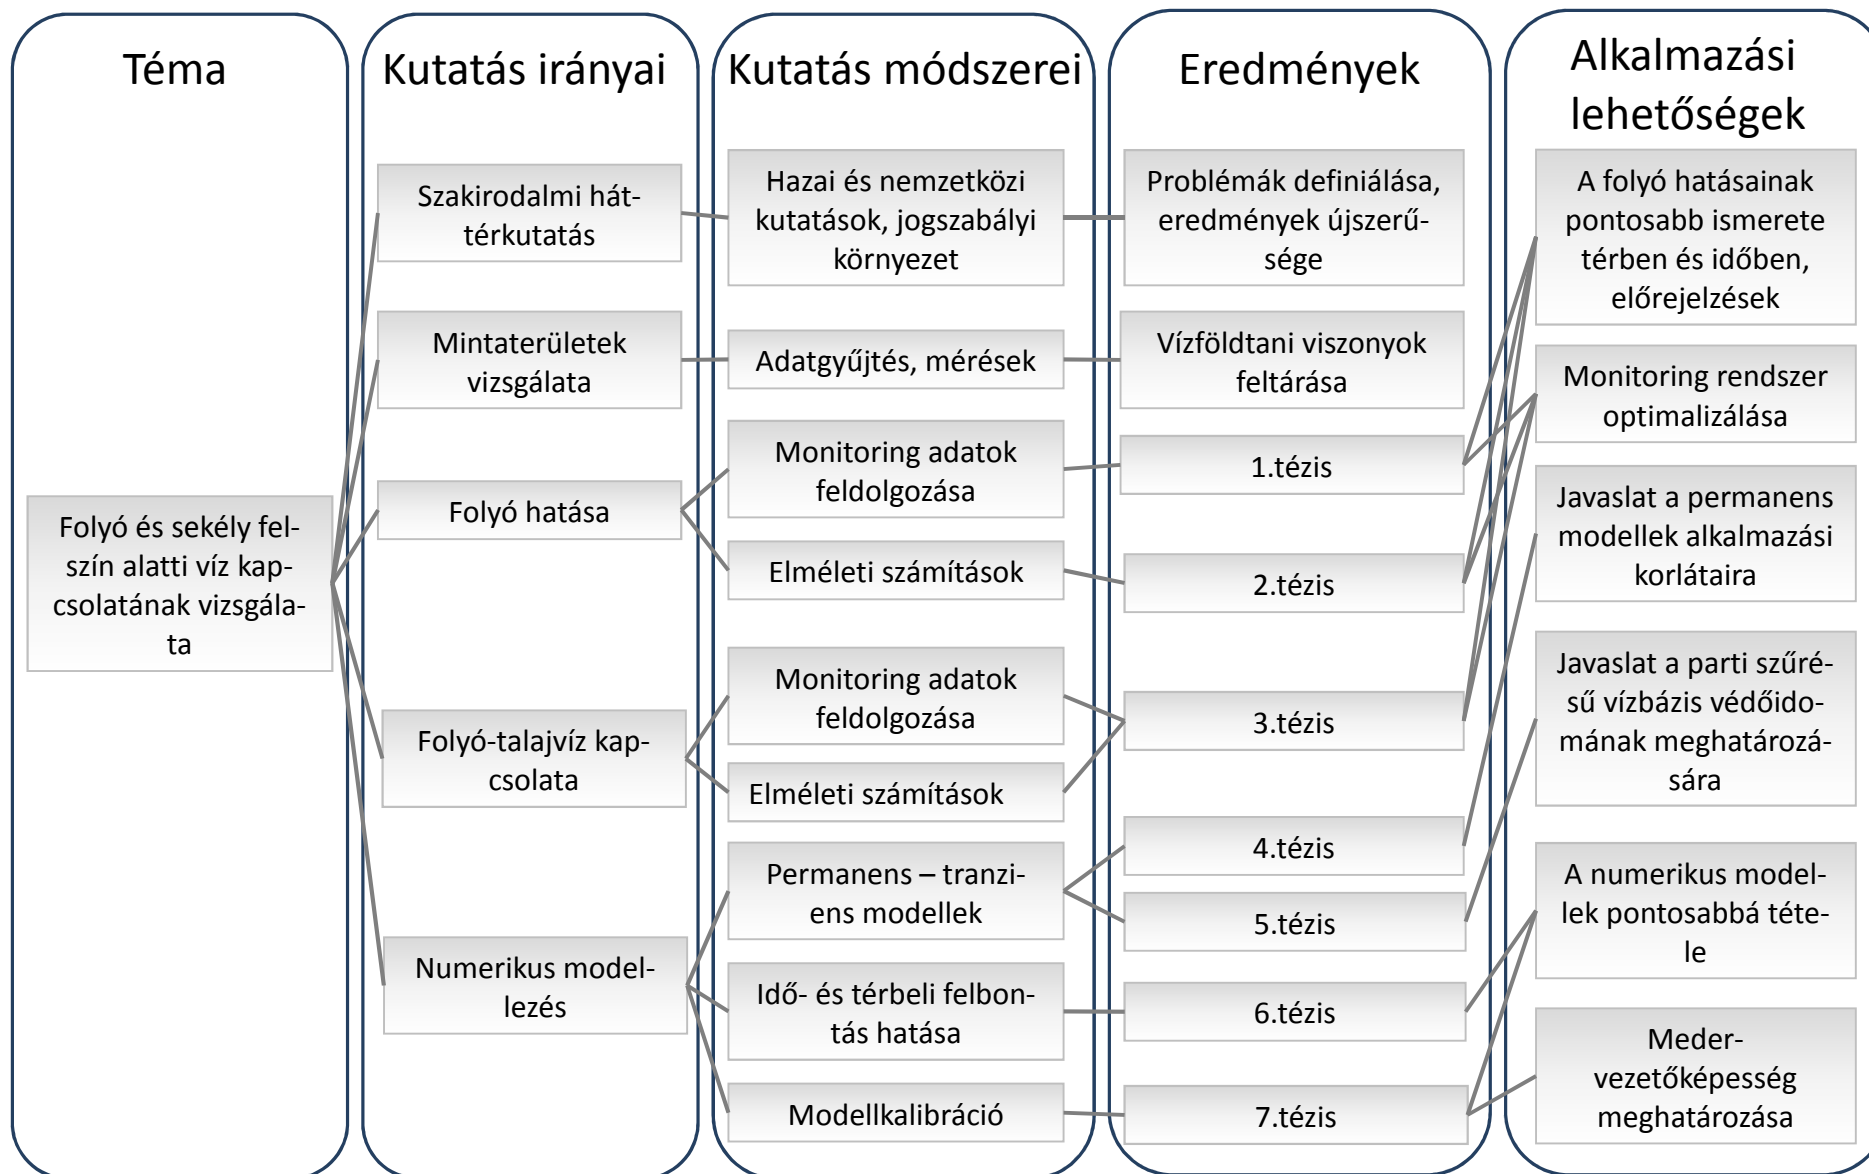 Téma
Folyó és sekély fel-
szín alatti víz kap-
csolatának vizsgála-
ta
Kutatás irányai
Szakirodalmi hát-
térkutatás
Mintaterületek
vizsgálata
Folyó hatása
Folyó-talajvíz kap-
csolata
Numerikus model-
lezés
Kutatás módszerei
Hazai és nemzetközi
kutatások, jogszabályi
környezet
Adatgyűjtés, mérések
Monitoring adatok
feldolgozása
Elméleti számítások
Monitoring adatok
feldolgozása
Elméleti számítások
Permanens – tranzi-
ens modellek
Idő- és térbeli felbon-
tás hatása
Modellkalibráció
Eredmények
Problémák definiálása,
eredmények újszerű-
sége
Vízföldtani viszonyok
feltárása
1.tézis
2.tézis
3.tézis
4.tézis
5.tézis
6.tézis
7.tézis
Alkalmazási
lehetőségek
A folyó hatásainak
pontosabb ismerete
térben és időben,
előrejelzések
Monitoring rendszer
optimalizálása
Javaslat a permanens
modellek alkalmazási
korlátaira
Javaslat a parti szűré-
sű vízbázis védőido-
mának meghatározá-
sára
A numerikus model-
lek pontosabbá téte-
le
Meder-
vezetőképesség
meghatározása